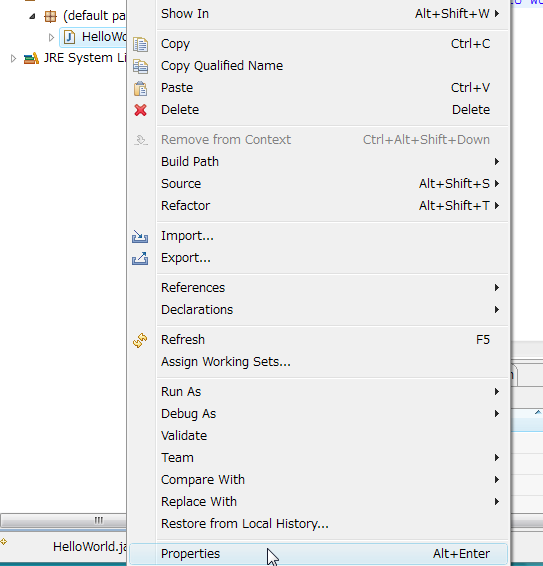 (default pa
HelloWo
JRE System Li
Show In Alt+Shift+W
Copy Ctrl+C
Copy Qualified Name
Paste Ctrl+V
Delete Delete
Remove from Context Ctrl+Alt+Shift+Down
Build Path
Source Alt+Shift+S
Refactor Alt+Shift+T
Import...
Export...
References
Declarations
Refresh F5
Assign Working Sets...
Run As
Debug As
Validate
Team
Compare With
Replace With
Restore from Local History...
HelloWorld.ja
Properties Alt+Enter